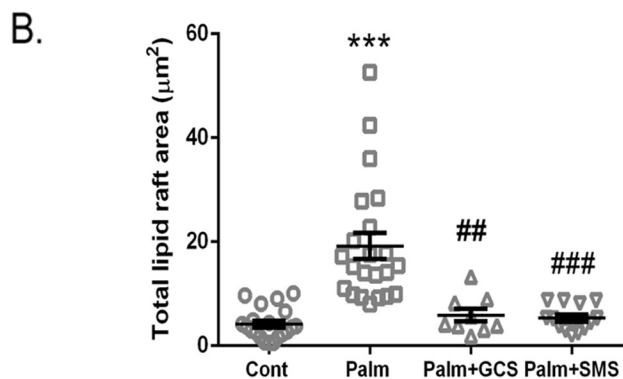 B.
Total lipid raft area (μm²)
60
40
20
0
***
##
###
Cont Palm Palm+GCS Palm+SMS